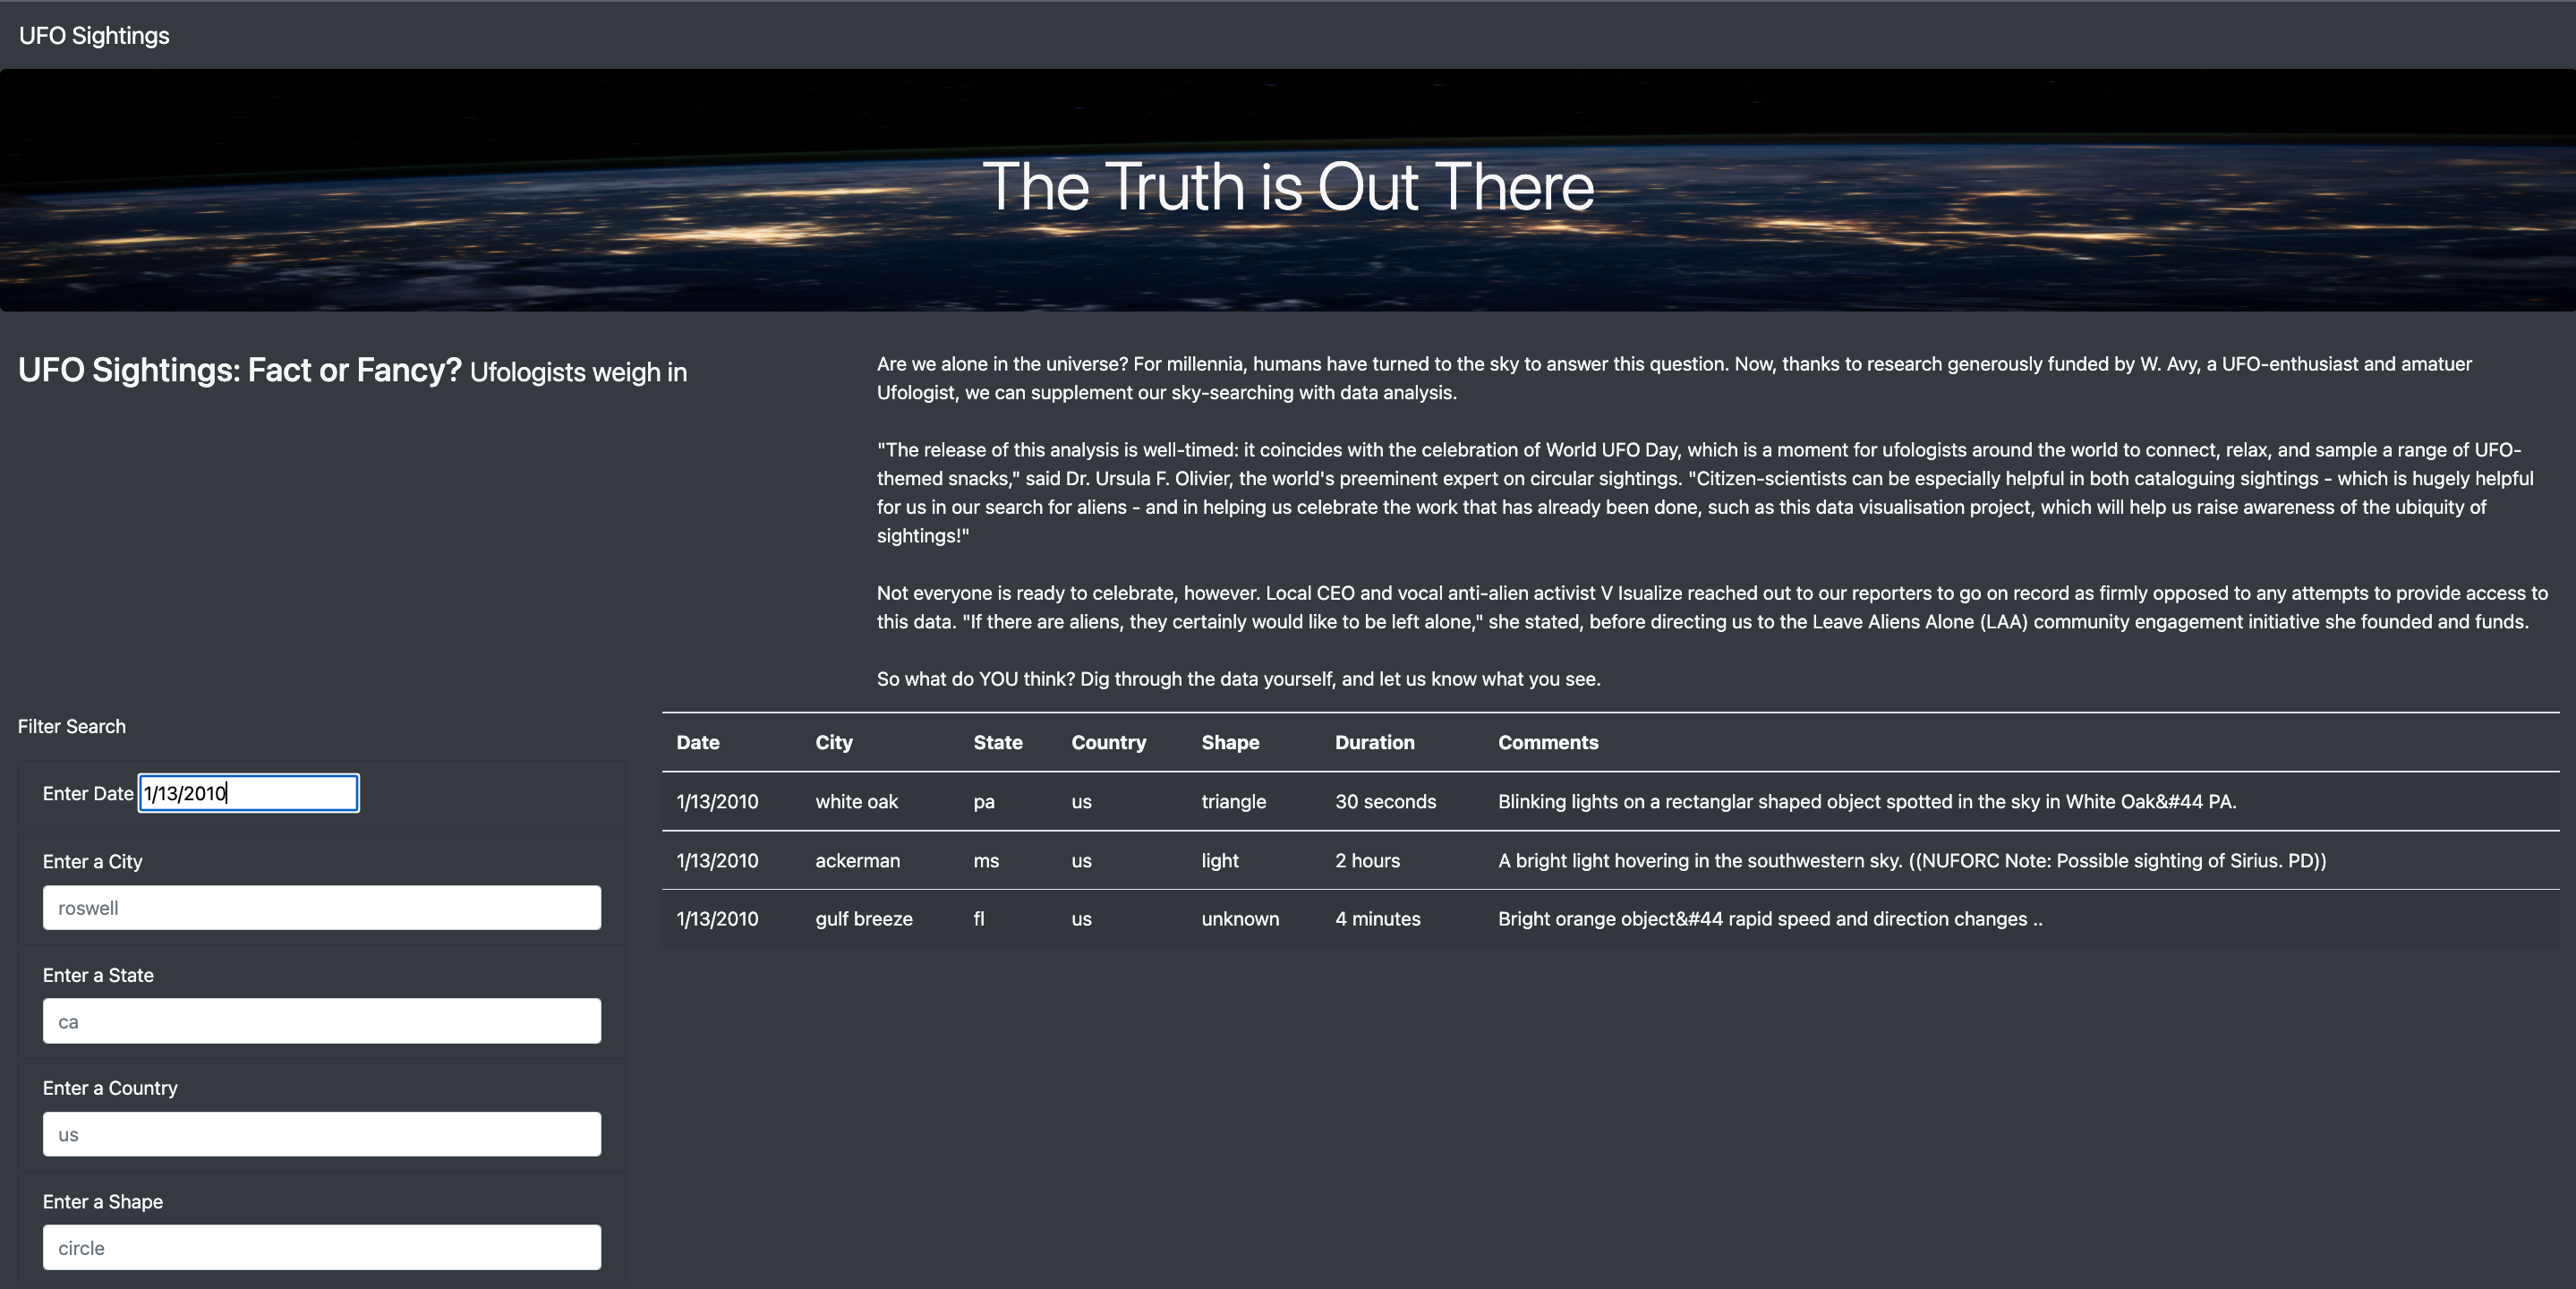 UFO Sightings
The Truth is Out There
UFO Sightings: Fact or Fancy? Ufologists weigh in
Are we alone in the universe? For millennia, humans have turned to the sky to answer this question. Now, thanks to research generously funded by W. Avy, a UFO-enthusiast and amatuer
Ufologist, we can supplement our sky-searching with data analysis.
"The release of this analysis is well-timed: it coincides with the celebration of World UFO Day, which is a moment for ufologists around the world to connect, relax, and sample a range of UFO-
themed snacks," said Dr. Ursula F. Olivier, the world's preeminent expert on circular sightings. "Citizen-scientists can be especially helpful in both cataloguing sightings - which is hugely helpful
for us in our search for aliens - and in helping us celebrate the work that has already been done, such as this data visualisation project, which will help us raise awareness of the ubiquity of
sightings!"
Not everyone is ready to celebrate, however. Local CEO and vocal anti-alien activist V Isualize reached out to our reporters to go on record as firmly opposed to any attempts to provide access to
this data. "If there are aliens, they certainly would like to be left alone," she stated, before directing us to the Leave Aliens Alone (LAA) community engagement initiative she founded and funds.
So what do YOU think? Dig through the data yourself, and let us know what you see.
Filter Search
Enter Date 1/13/2010
Enter a City
roswell
Enter a State
ca
Enter a Country
us
Enter a Shape
circle
Date City State Country Shape Duration Comments
1/13/2010 white oak pa us triangle 30 seconds Blinking lights on a rectanglar shaped object spotted in the sky in White Oak&#44 PA.
1/13/2010 ackerman ms us light 2 hours A bright light hovering in the southwestern sky. ((NUFORC Note: Possible sighting of Sirius. PD))
1/13/2010 gulf breeze fl us unknown 4 minutes Bright orange object&#44 rapid speed and direction changes ..